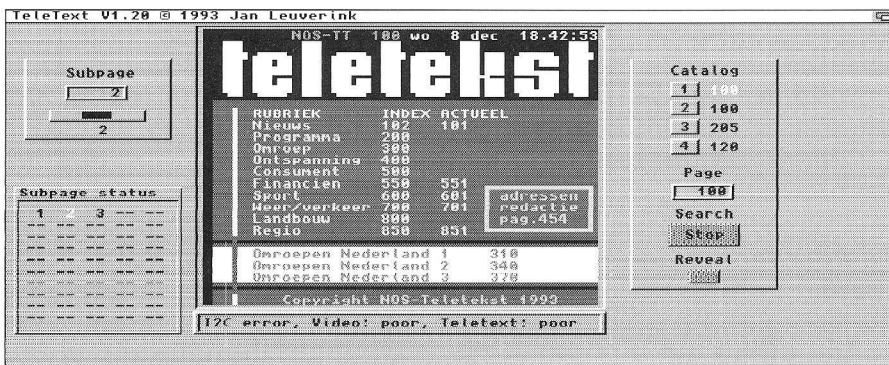 TeleText V1.20 © 1993 Jan Leuverink
Subpage
2
2
Subpage status
1 2 3 -- --
-- -- -- -- --
-- -- -- -- --
-- -- -- -- --
-- -- -- -- --
-- -- -- -- --
-- -- -- -- --
-- -- -- -- --
NOS-TT 100 wo 8 dec 18.42:53
teletekst
RUBRIEK INDEX ACTUEEL
Nieuws 102 101
Programma 200
Omroep 300
Ontspanning 400
Consument 500
Financien 550 551
Sport 600 601
Weer/verkeer 700 701
Landbouw 800
Regio 850 851
adressen
redactie
pag.454
Omroepen Nederland 1 310
Omroepen Nederland 2 340
Omroepen Nederland 3 370
Copyright NOS-Teletekst 1993
I2C error, Video: poor, Teletext: poor
Catalog
1 100
2 100
3 205
4 120
Page
100
Search
Stop
Reveal